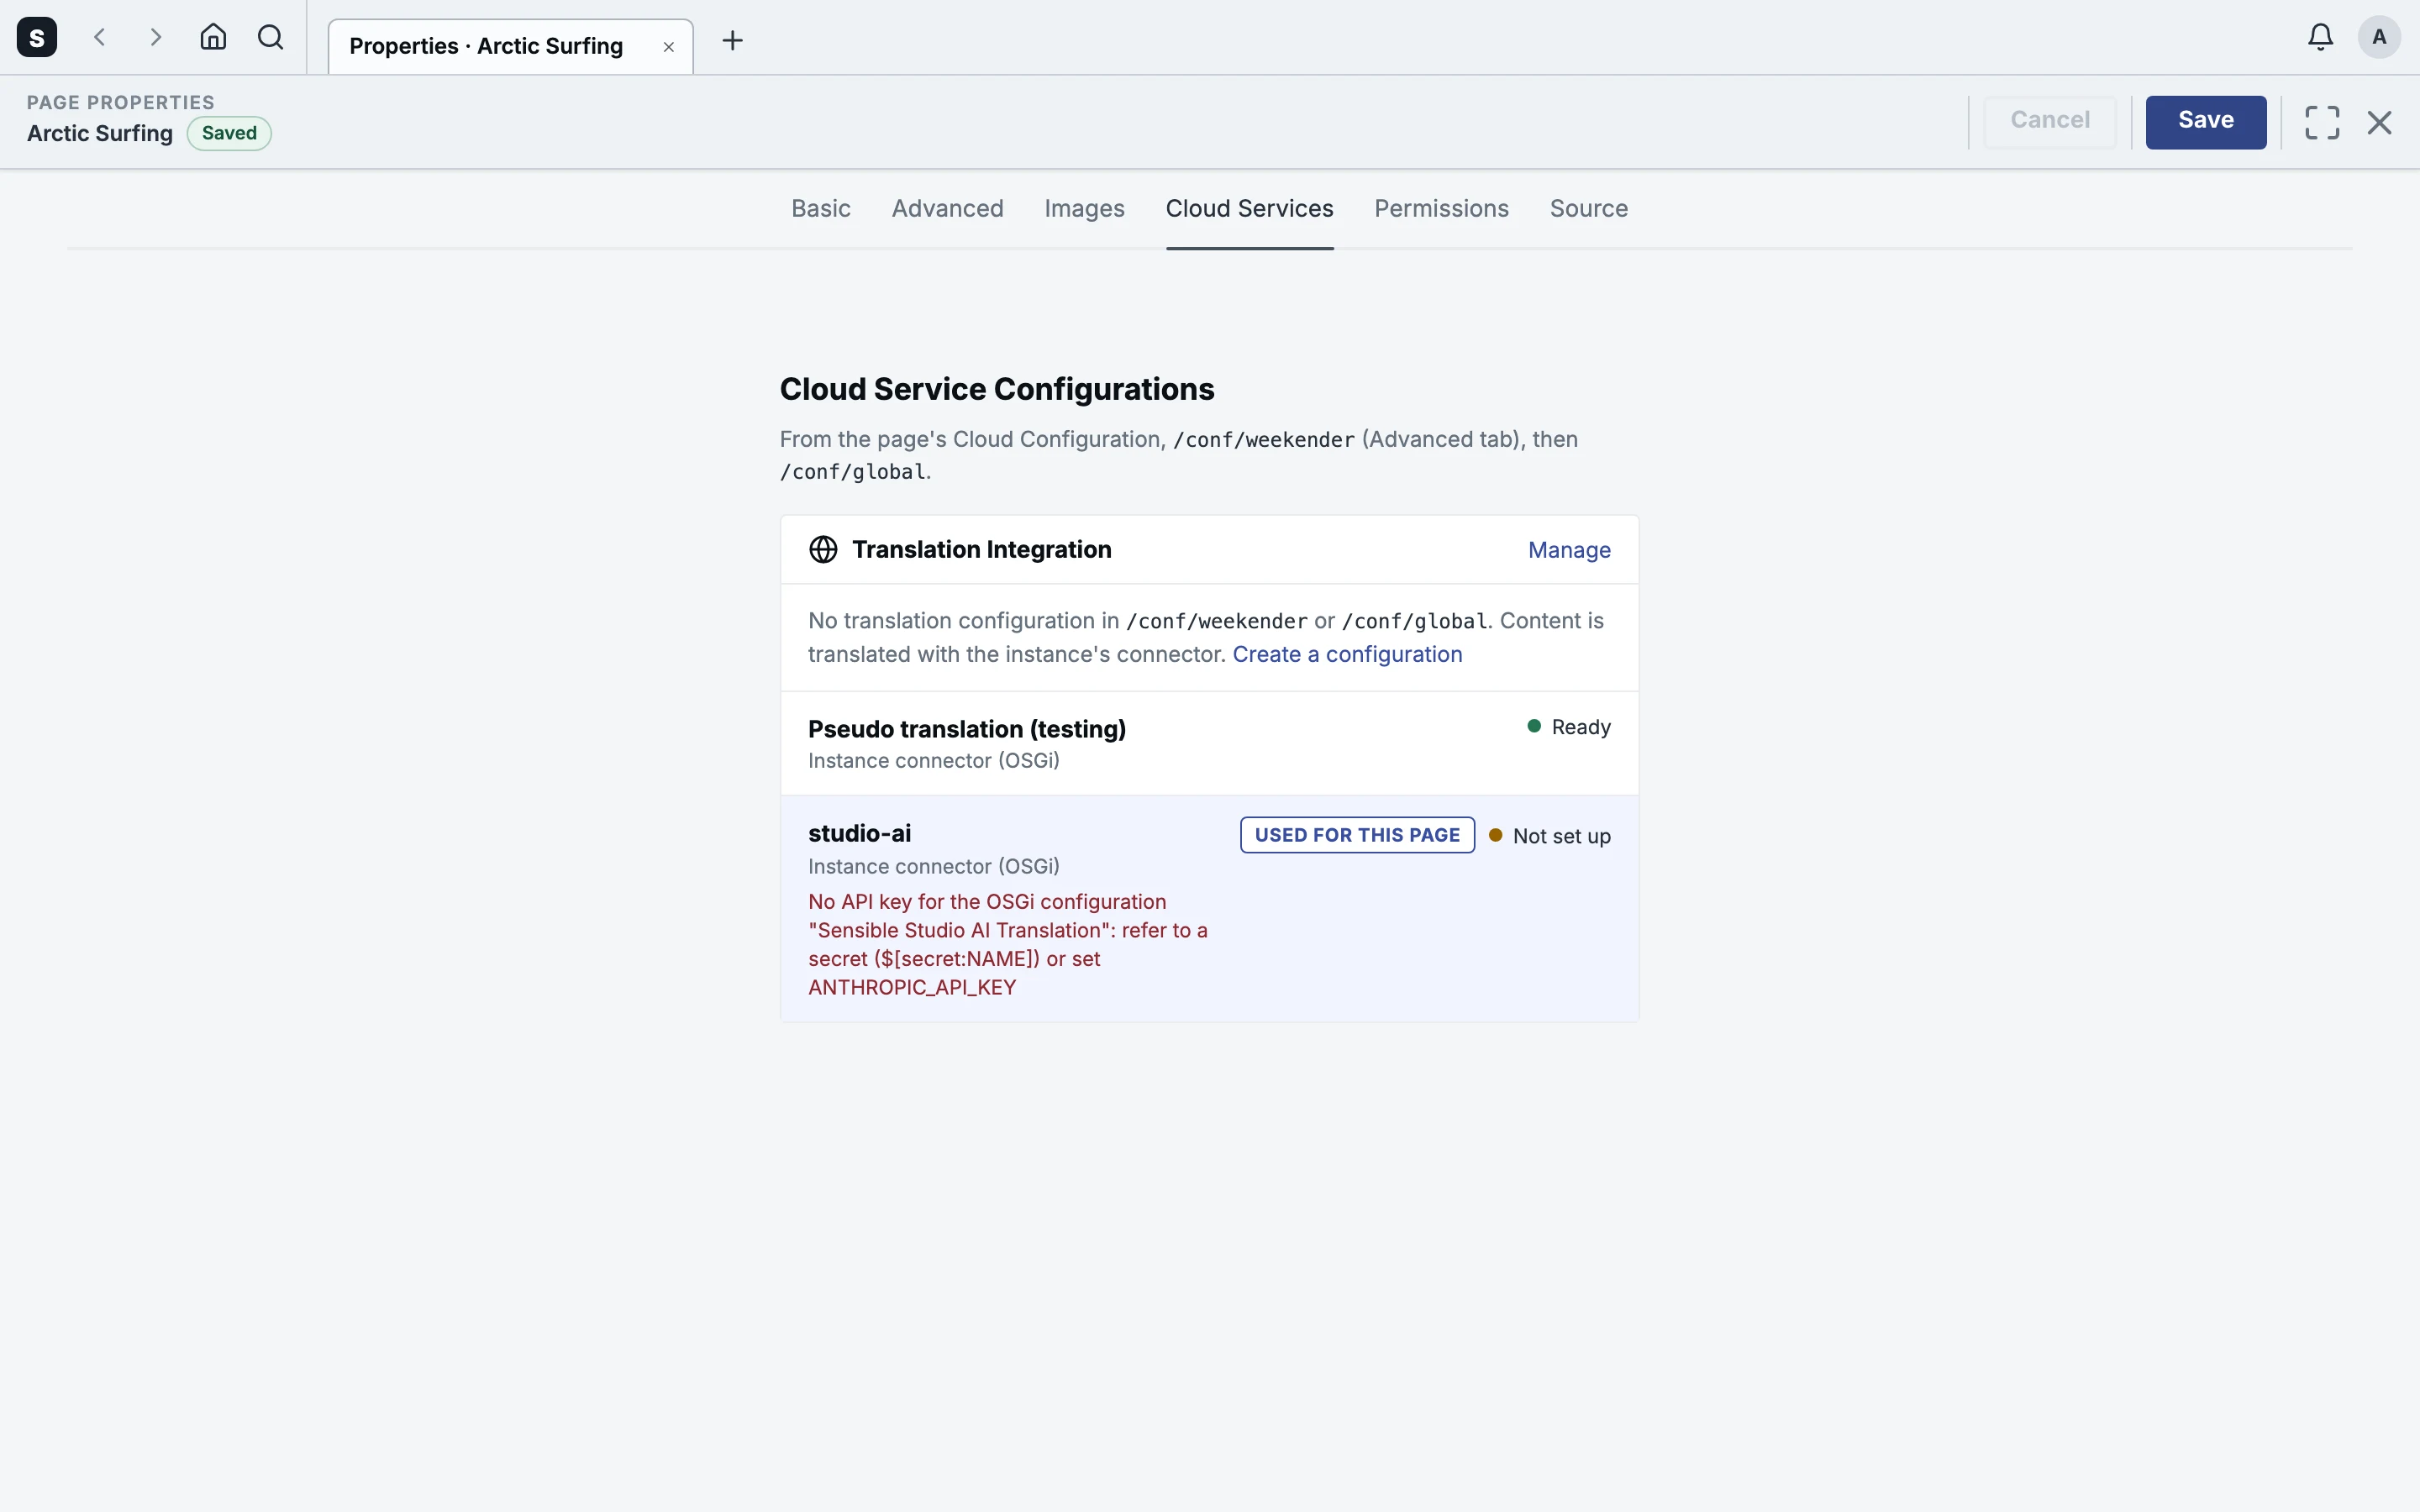 S
Properties · Arctic Surfing
A
PAGE PROPERTIES
Arctic Surfing
Saved
Cancel
Save
Basic
Advanced
Images
Cloud Services
Permissions
Source
Cloud Service Configurations
From the page's Cloud Configuration, /conf/weekender (Advanced tab), then
/conf/global.
Translation Integration
Manage
No translation configuration in /conf/weekender or /conf/global. Content is
translated with the instance's connector. Create a configuration
Pseudo translation (testing)
Ready
Instance connector (OSGi)
studio-ai
USED FOR THIS PAGE
Not set up
Instance connector (OSGi)
No API key for the OSGi configuration
"Sensible Studio AI Translation": refer to a
secret ($[secret:NAME]) or set
ANTHROPIC_API_KEY